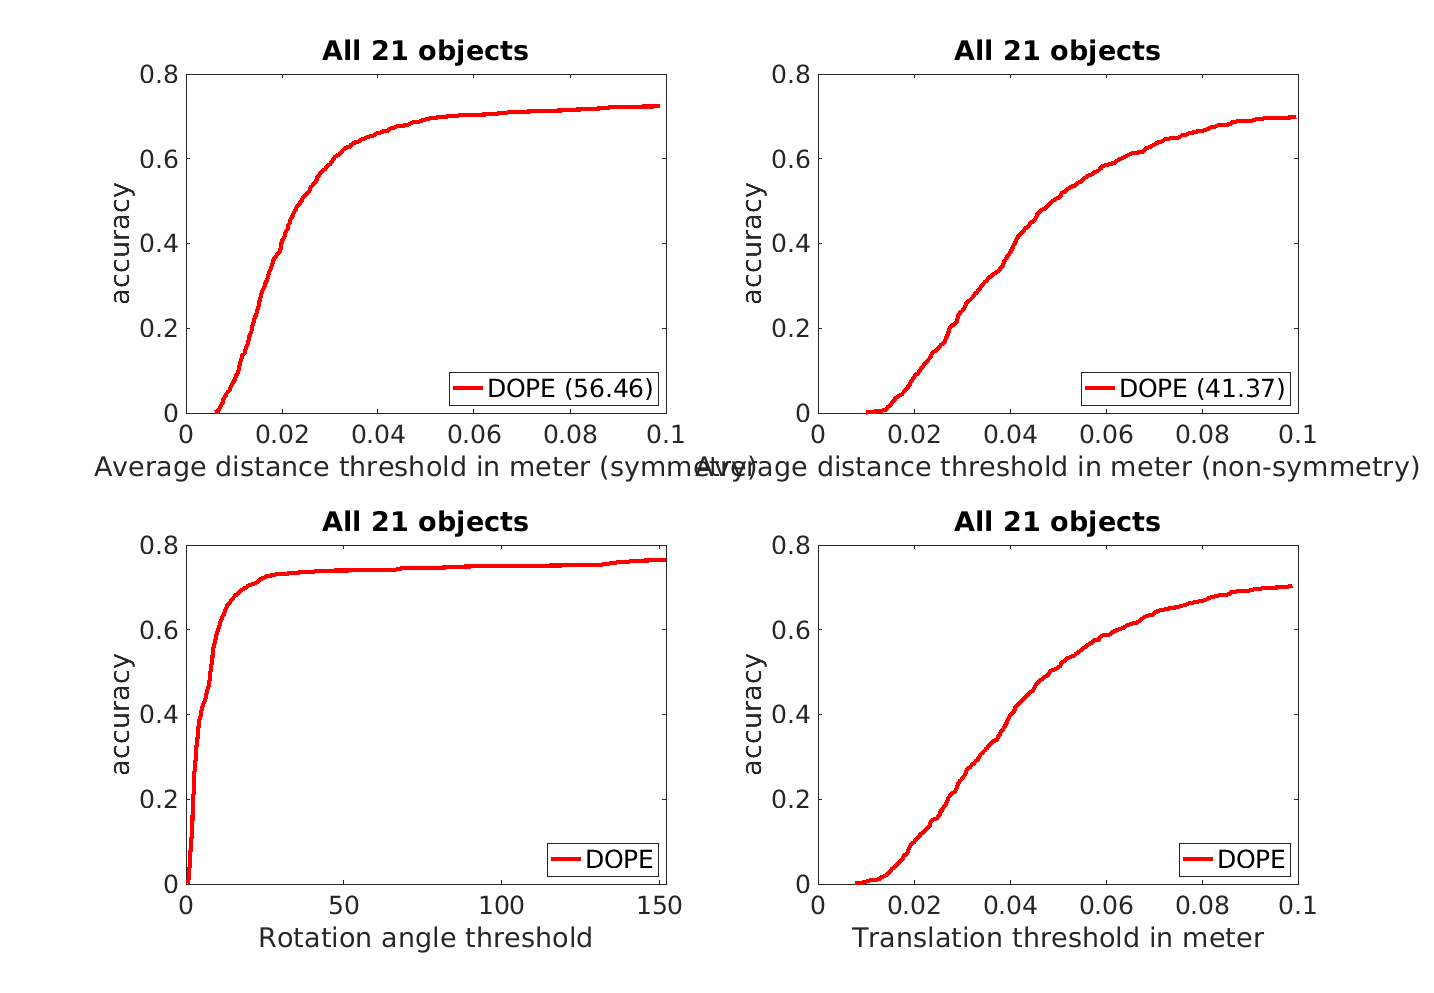 All 21 objects
0.8
0.6
0.4
0.2
0
accuracy
DOPE (56.46)
0 0.02 0.04 0.06 0.08 0.1
Average distance threshold in meter (symmetry)
All 21 objects
0.8
0.6
0.4
0.2
0
accuracy
DOPE (41.37)
0 0.02 0.04 0.06 0.08 0.1
Average distance threshold in meter (non-symmetry)
All 21 objects
0.8
0.6
0.4
0.2
0
accuracy
DOPE
0 50 100 150
Rotation angle threshold
All 21 objects
0.8
0.6
0.4
0.2
0
accuracy
DOPE
0 0.02 0.04 0.06 0.08 0.1
Translation threshold in meter